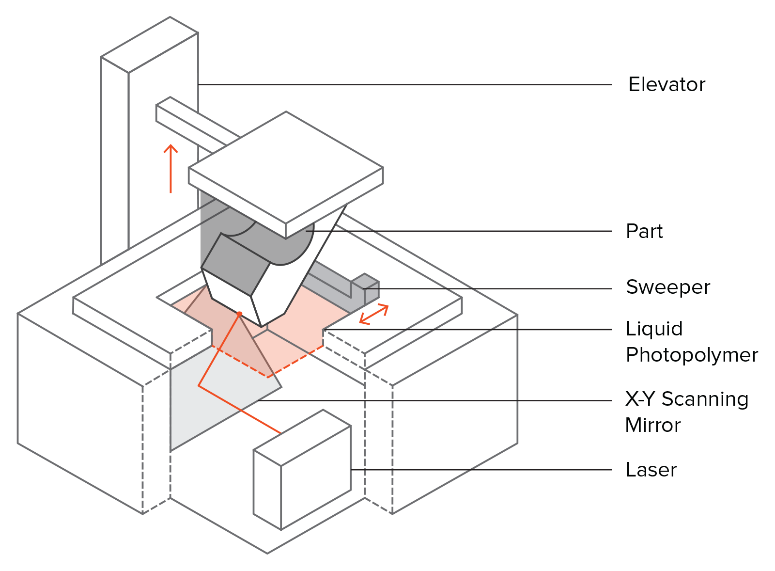 Elevator
Part
Sweeper
Liquid
Photopolymer
X-Y Scanning
Mirror
Laser